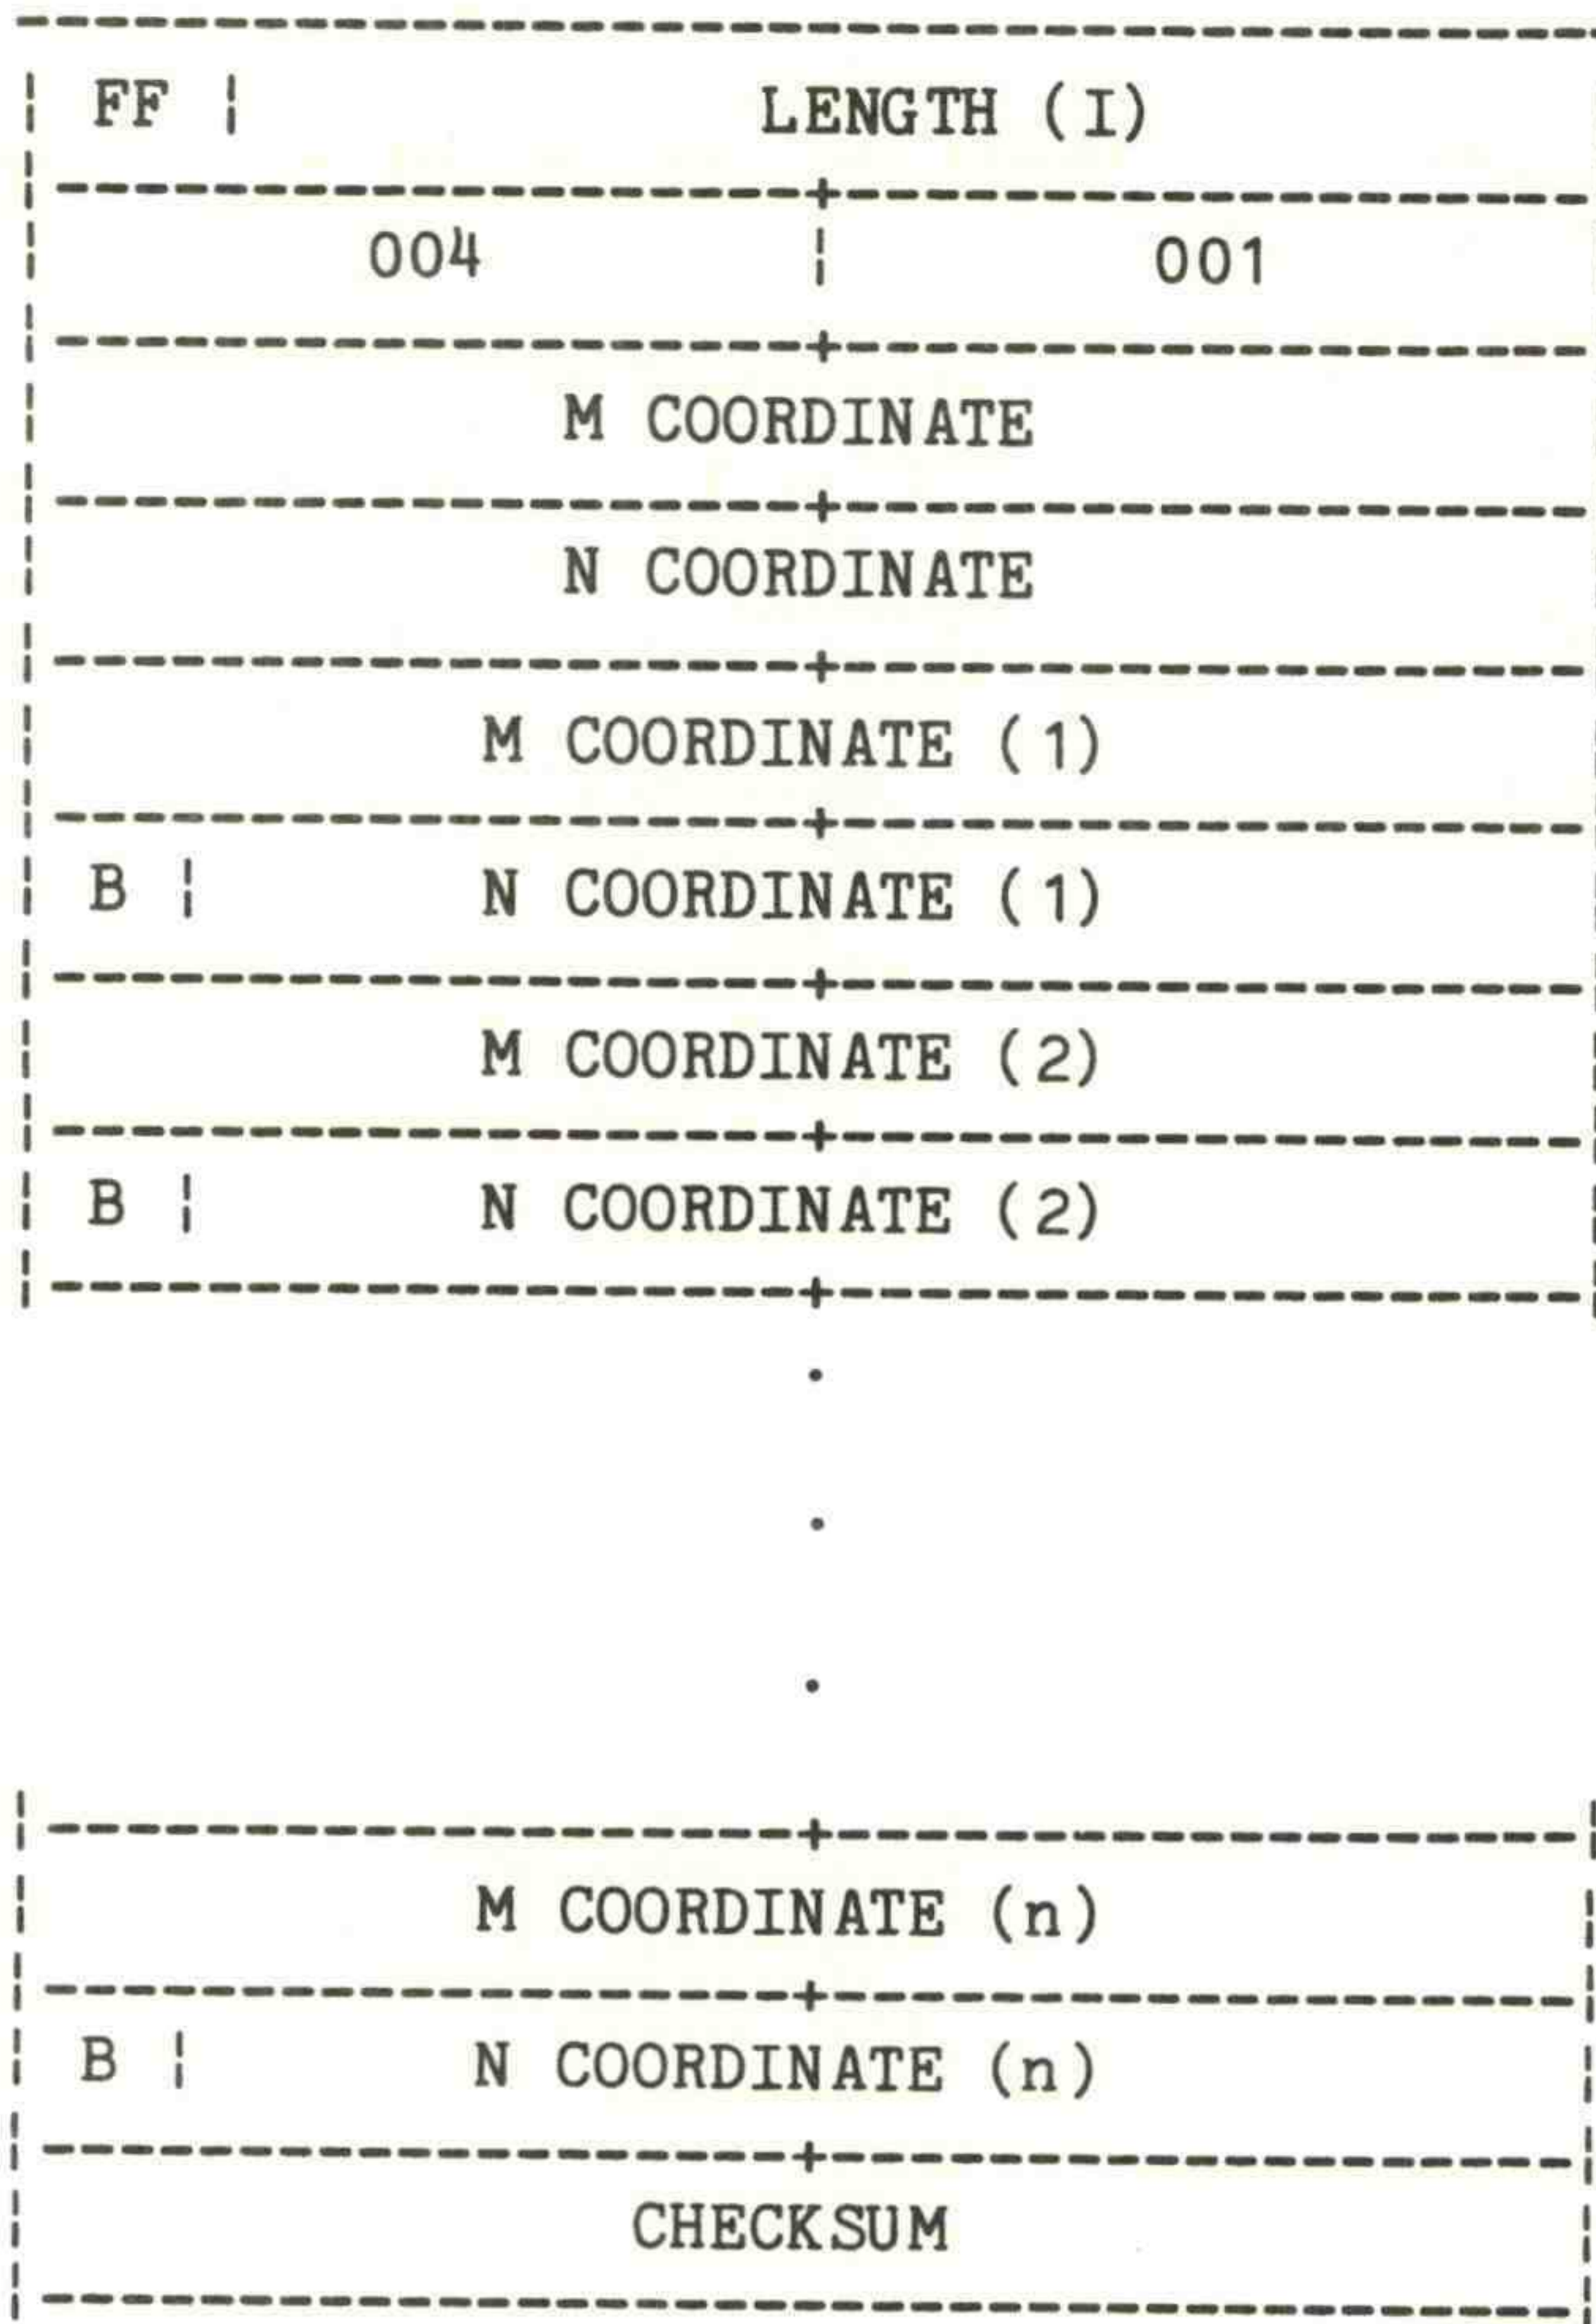 FF | LENGTH (I)
004 | 001
M COORDINATE
N COORDINATE
M COORDINATE (1)
B | N COORDINATE (1)
M COORDINATE (2)
B | N COORDINATE (2)
.
.
.
M COORDINATE (n)
B | N COORDINATE (n)
CHECKSUM